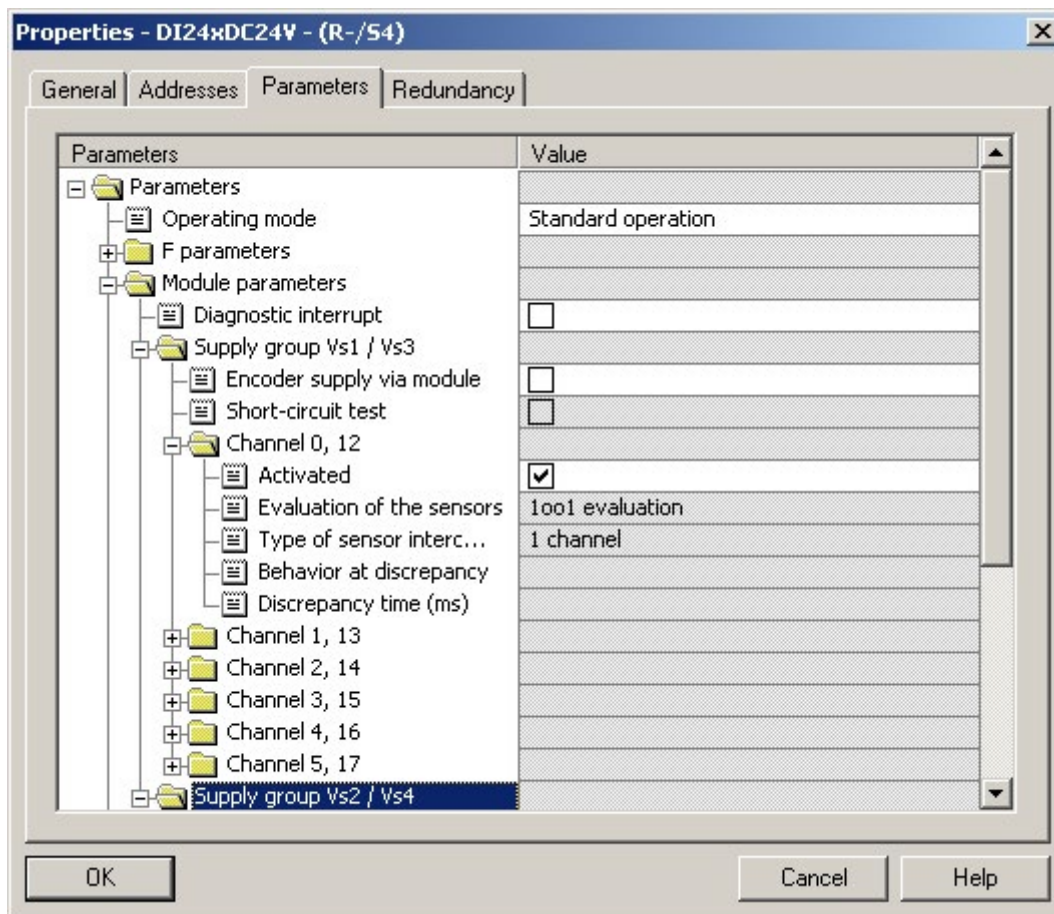 Properties - DI24xDC24V - (R-/S4)
General Addresses Parameters Redundancy
Parameters Value
Parameters
Operating mode Standard operation
F parameters
Module parameters
Diagnostic interrupt
Supply group Vs1 / Vs3
Encoder supply via module
Short-circuit test
Channel 0, 12
Activated
Evaluation of the sensors 1oo1 evaluation
Type of sensor interc... 1 channel
Behavior at discrepancy
Discrepancy time (ms)
Channel 1, 13
Channel 2, 14
Channel 3, 15
Channel 4, 16
Channel 5, 17
Supply group Vs2 / Vs4
OK Cancel Help